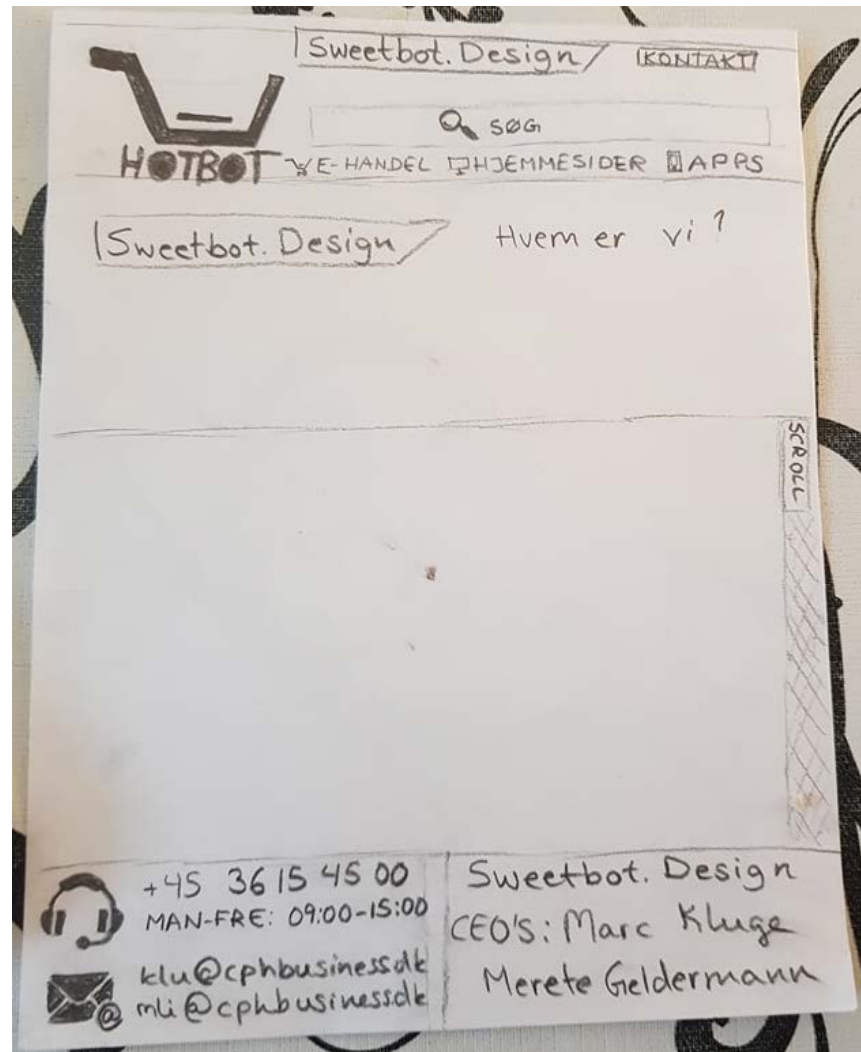 Sweetbot. Design KONTAKT
SØG
HOTBOT E-HANDEL HJEMMESIDER APPS
Sweetbot. Design Hvem er vi?
SCROLL
+45 36 15 45 00
MAN-FRE: 09:00-15:00
klu@cphbusiness.dk
mli@cphbusiness.dk
@
Sweetbot. Design
CEO'S: Marc Kluge
Merete Geldermann